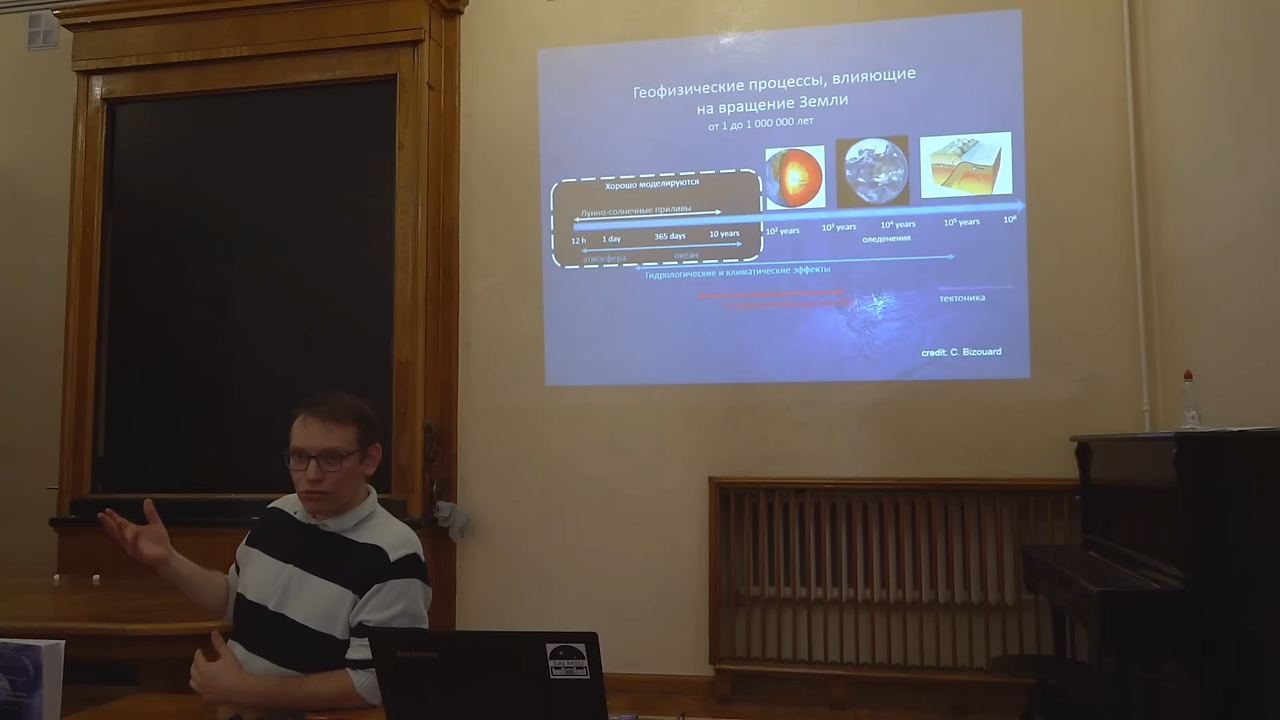 Геофизические процессы, влияющие
на вращение Земли
от 1 до 1 000 000 лет
Хорошо моделируются
Лунно-солнечные приливы
12 h 1 day 365 days 10 years 10² years 10³ years 10⁴ years 10⁵ years 10⁶
атмосфера океан оледенения
Гидрологические и климатические эффекты
тектоника
credit: C. Bizouard
SAI MSU